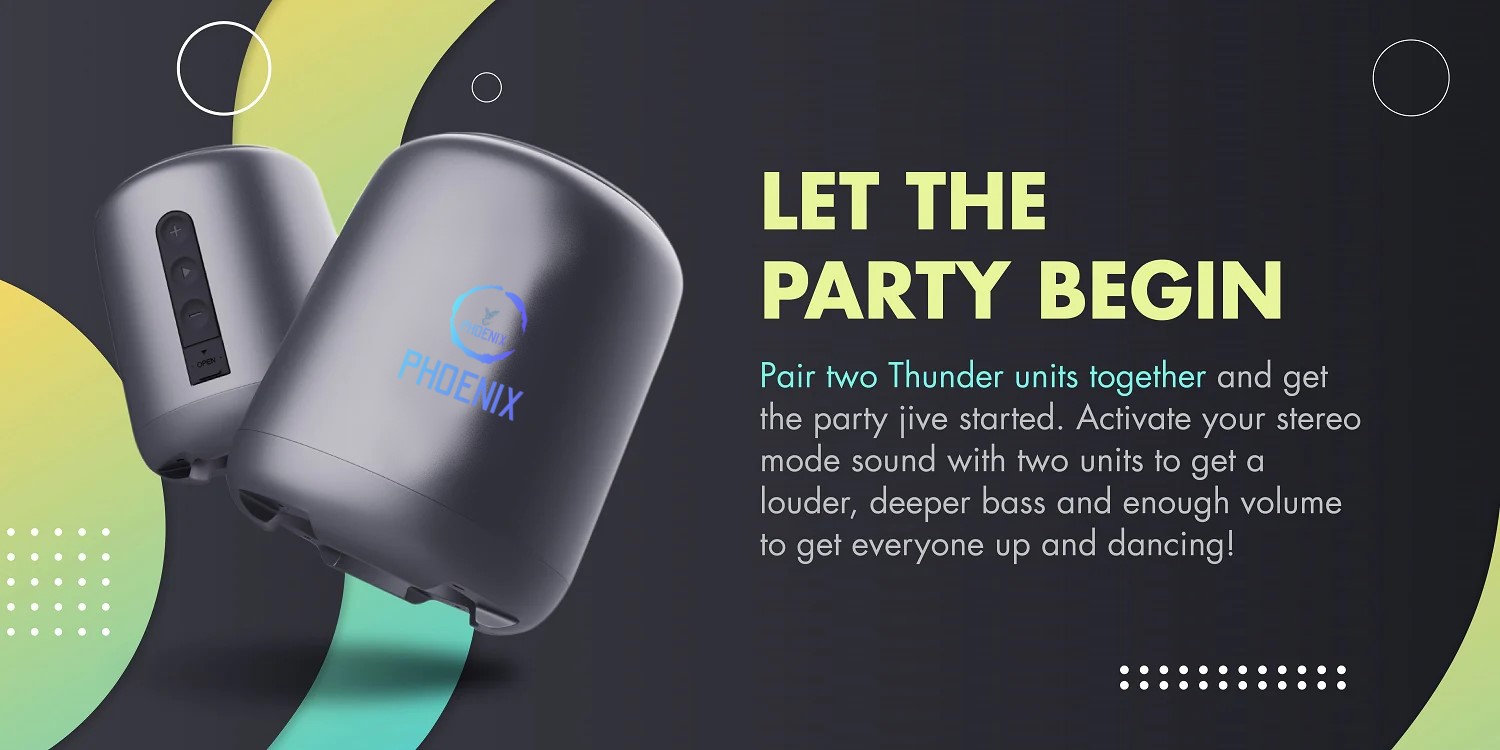 +
-
OPEN
PHOENIX
PHOENIX
LET THE
PARTY BEGIN
Pair two Thunder units together and get
the party jive started. Activate your stereo
mode sound with two units to get a
louder, deeper bass and enough volume
to get everyone up and dancing!